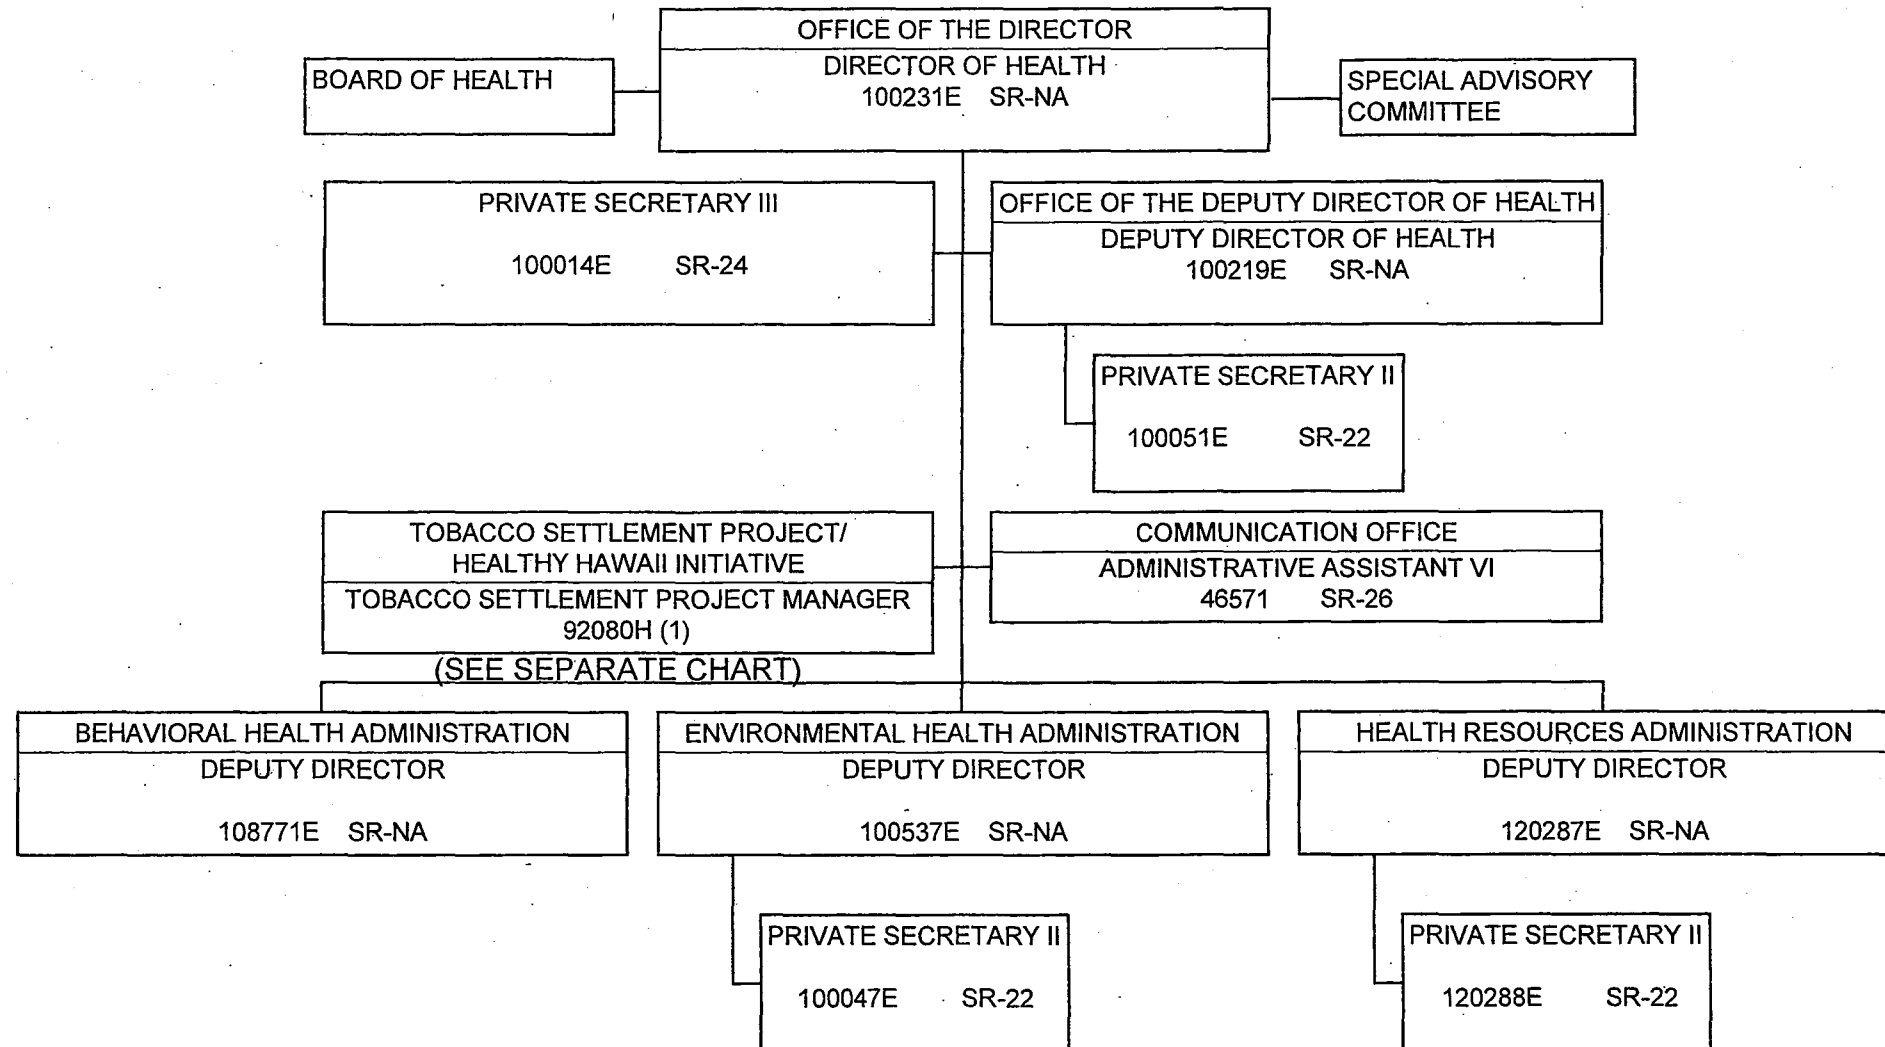 OFFICE OF THE DIRECTOR
DIRECTOR OF HEALTH
100231E SR-NA
BOARD OF HEALTH
SPECIAL ADVISORY
COMMITTEE
PRIVATE SECRETARY III
100014E SR-24
OFFICE OF THE DEPUTY DIRECTOR OF HEALTH
DEPUTY DIRECTOR OF HEALTH
100219E SR-NA
PRIVATE SECRETARY II
100051E SR-22
TOBACCO SETTLEMENT PROJECT/
HEALTHY HAWAII INITIATIVE
TOBACCO SETTLEMENT PROJECT MANAGER
92080H (1)
(SEE SEPARATE CHART)
COMMUNICATION OFFICE
ADMINISTRATIVE ASSISTANT VI
46571 SR-26
BEHAVIORAL HEALTH ADMINISTRATION
DEPUTY DIRECTOR
108771E SR-NA
ENVIRONMENTAL HEALTH ADMINISTRATION
DEPUTY DIRECTOR
100537E SR-NA
HEALTH RESOURCES ADMINISTRATION
DEPUTY DIRECTOR
120287E SR-NA
PRIVATE SECRETARY II
100047E SR-22
PRIVATE SECRETARY II
120288E SR-22